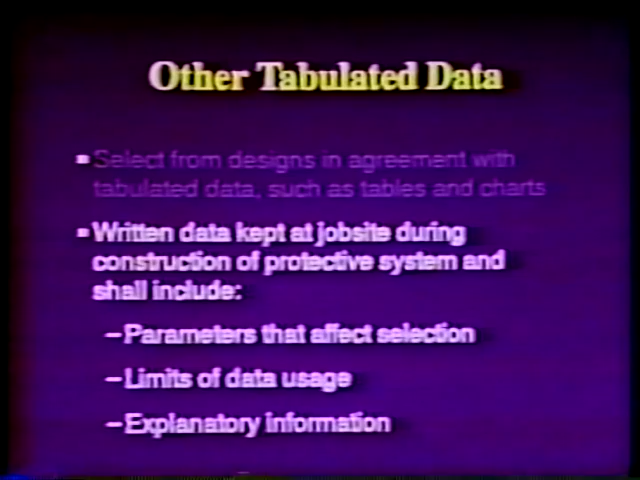 Other Tabulated Data
▪ Select from designs in agreement with
tabulated data, such as tables and charts
▪ Written data kept at jobsite during
construction of protective system and
shall include:
– Parameters that affect selection
– Limits of data usage
– Explanatory information